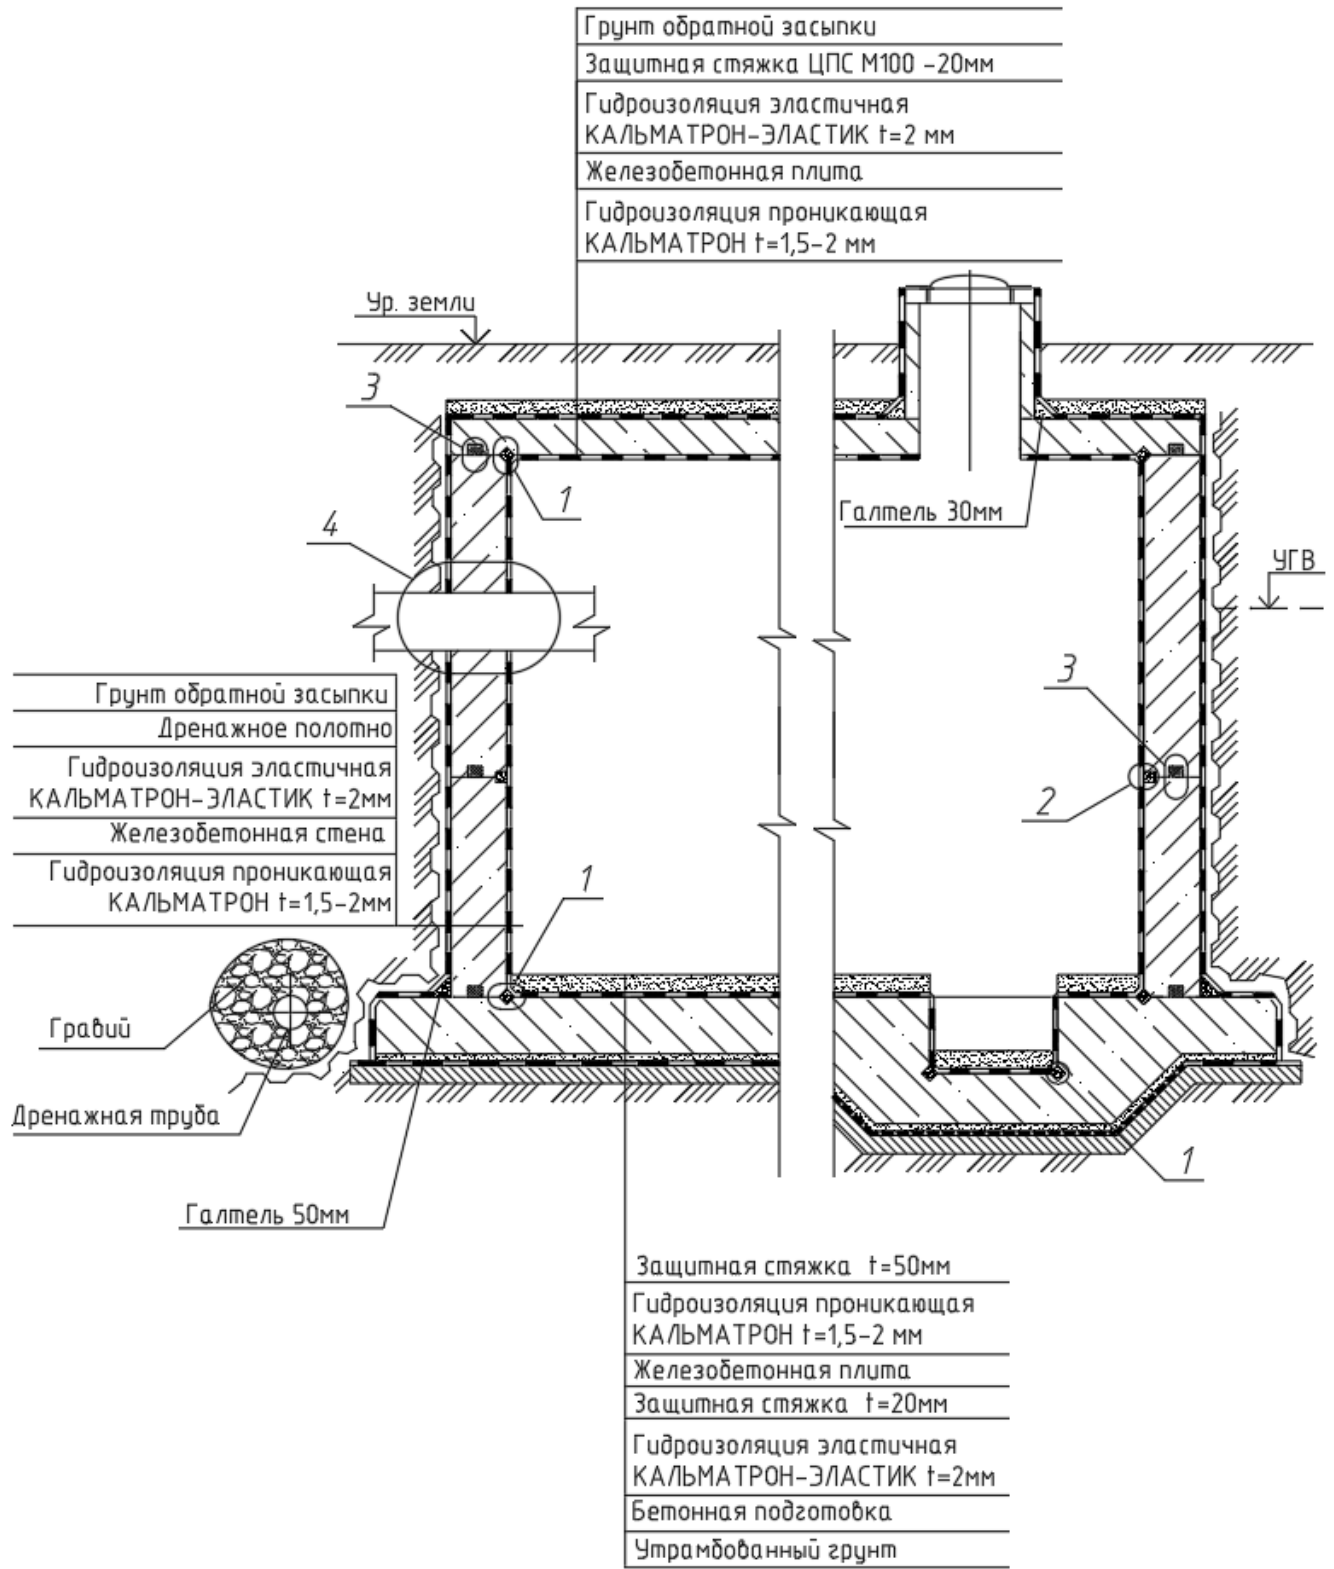 Грунт обратной засыпки
Защитная стяжка ЦПС М100 -20мм
Гидроизоляция эластичная
КАЛЬМАТРОН-ЭЛАСТИК t=2 мм
Железобетонная плита
Гидроизоляция проникающая
КАЛЬМАТРОН t=1,5-2 мм
Ур. земли
3
1
Галтель 30мм
4
УГВ
3
Грунт обратной засыпки
Дренажное полотно
Гидроизоляция эластичная
КАЛЬМАТРОН-ЭЛАСТИК t=2мм
Железобетонная стена
Гидроизоляция проникающая
КАЛЬМАТРОН t=1,5-2мм
2
1
Гравий
Дренажная труба
1
Галтель 50мм
Защитная стяжка t=50мм
Гидроизоляция проникающая
КАЛЬМАТРОН t=1,5-2 мм
Железобетонная плита
Защитная стяжка t=20мм
Гидроизоляция эластичная
КАЛЬМАТРОН-ЭЛАСТИК t=2мм
Бетонная подготовка
Утрамбованный грунт